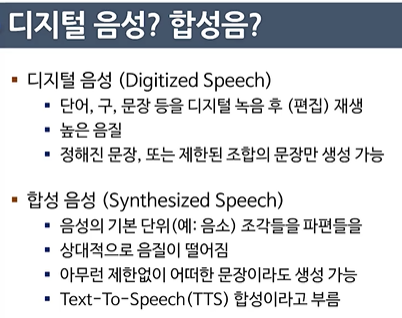 디지털 음성? 합성음?
디지털 음성 (Digitized Speech)
단어, 구, 문장 등을 디지털 녹음 후 (편집) 재생
높은 음질
정해진 문장, 또는 제한된 조합의 문장만 생성 가능
합성 음성 (Synthesized Speech)
음성의 기본 단위(예: 음소) 조각들을 파편들을
상대적으로 음질이 떨어짐
아무런 제한없이 어떠한 문장이라도 생성 가능
Text-To-Speech(TTS) 합성이라고 부름